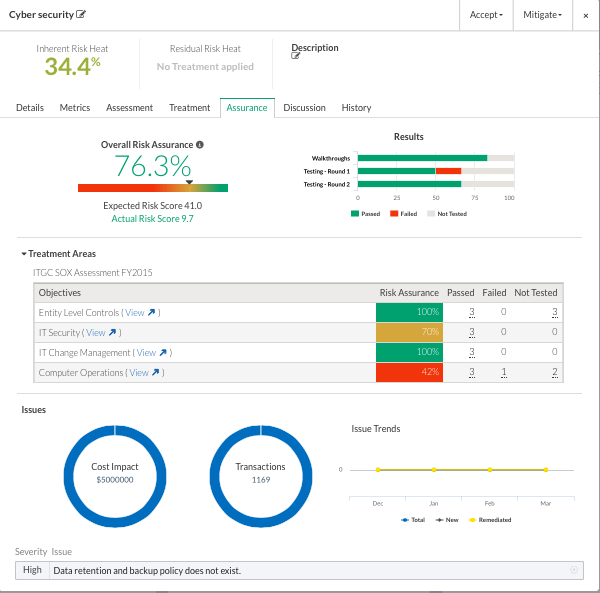 Cyber security
Accept
Mitigate
×
Inherent Risk Heat
34.4%
Residual Risk Heat
No Treatment applied
Description
Details Metrics Assessment Treatment Assurance Discussion History
Overall Risk Assurance
76.3%
Expected Risk Score 41.0
Actual Risk Score 9.7
Results
Walkthroughs
Testing - Round 1
Testing - Round 2
0 25 50 75 100
Passed Failed Not Tested
Treatment Areas
ITGC SOX Assessment FY2015
Objectives Risk Assurance Passed Failed Not Tested
Entity Level Controls ( View ) 100% 3 0 3
IT Security ( View ) 70% 3 0 0
IT Change Management ( View ) 100% 3 0 0
Computer Operations ( View ) 42% 3 1 2
Issues
Cost Impact
$5000000
Transactions
1169
Issue Trends
0
Dec Jan Feb Mar
Total New Remediated
Severity Issue
High Data retention and backup policy does not exist.